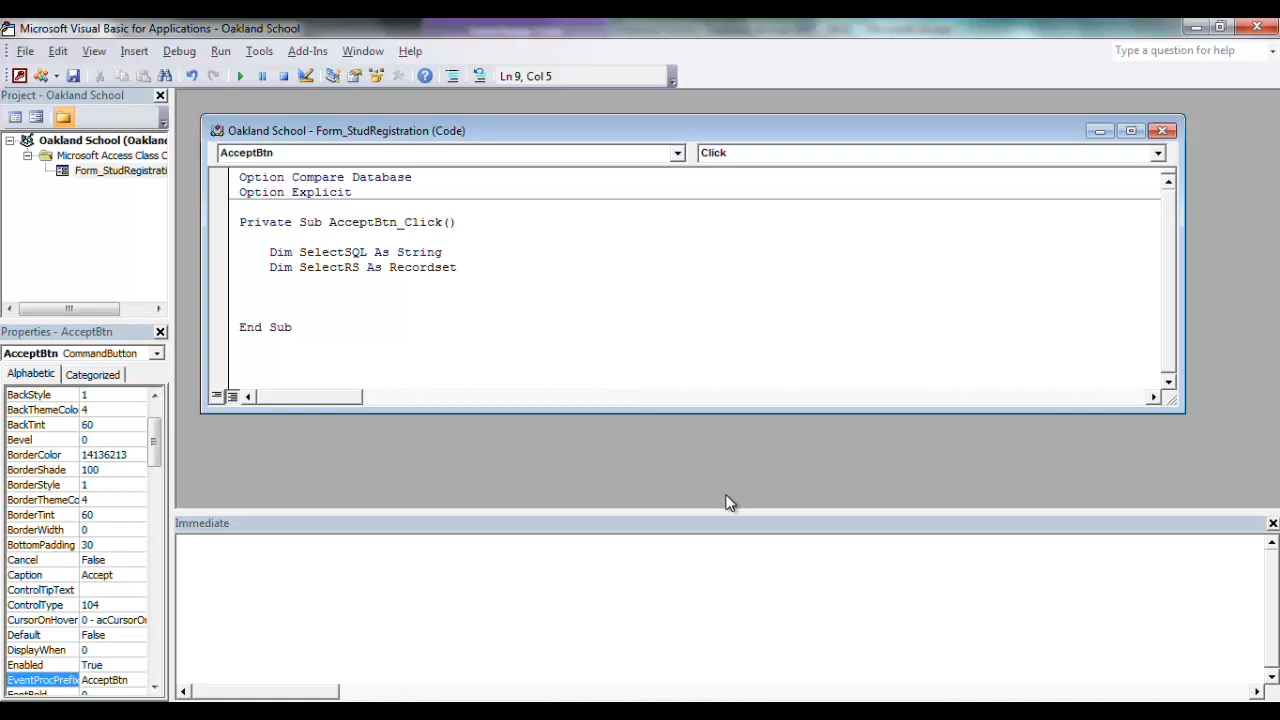 Microsoft Visual Basic for Applications - Oakland School
File Edit View Insert Debug Run Tools Add-Ins Window Help
Type a question for help
Ln 9, Col 5
Project - Oakland School
Oakland School (Oaklan
Microsoft Access Class O
Form_StudRegistrati
Oakland School - Form_StudRegistration (Code)
AcceptBtn Click
Option Compare Database
Option Explicit
Private Sub AcceptBtn_Click()
Dim SelectSQL As String
Dim SelectRS As Recordset
End Sub
Properties - AcceptBtn
AcceptBtn CommandButton
Alphabetic Categorized
BackStyle 1
BackThemeColo 4
BackTint 60
Bevel 0
BorderColor 14136213
BorderShade 100
BorderStyle 1
BorderThemeCo 4
BorderTint 60
BorderWidth 0
BottomPadding 30
Cancel False
Caption Accept
ControlTipText
ControlType 104
CursorOnHover 0 - acCursorO
Default False
DisplayWhen 0
Enabled True
EventProcPrefix AcceptBtn
FontBold 0
Immediate